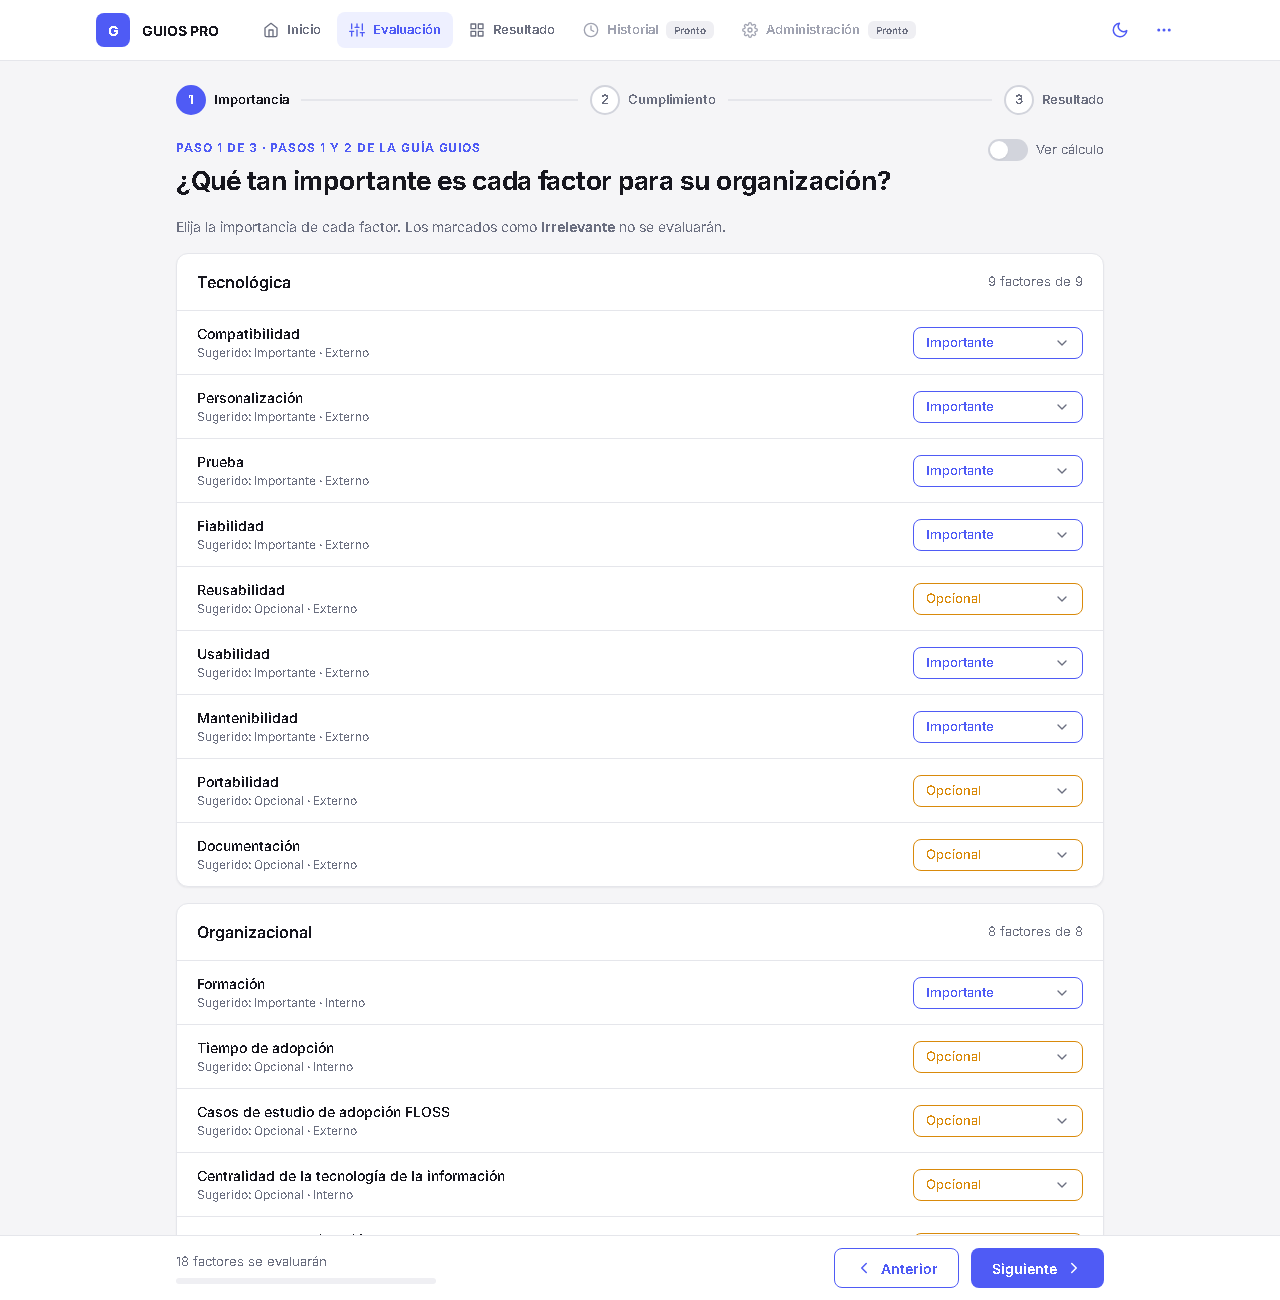 G GUIOS PRO Inicio Evaluación Resultado Historial Pronto Administración Pronto
1 Importancia 2 Cumplimiento 3 Resultado
PASO 1 DE 3 · PASOS 1 Y 2 DE LA GUÍA GUIOS
Ver cálculo
¿Qué tan importante es cada factor para su organización?
Elija la importancia de cada factor. Los marcados como Irrelevante no se evaluarán.
Tecnológica 9 factores de 9
Compatibilidad
Sugerido: Importante · Externo
Importante
Personalización
Sugerido: Importante · Externo
Importante
Prueba
Sugerido: Importante · Externo
Importante
Fiabilidad
Sugerido: Importante · Externo
Importante
Reusabilidad
Sugerido: Opcional · Externo
Opcional
Usabilidad
Sugerido: Importante · Externo
Importante
Mantenibilidad
Sugerido: Importante · Externo
Importante
Portabilidad
Sugerido: Opcional · Externo
Opcional
Documentación
Sugerido: Opcional · Externo
Opcional
Organizacional 8 factores de 8
Formación
Sugerido: Importante · Interno
Importante
Tiempo de adopción
Sugerido: Opcional · Interno
Opcional
Casos de estudio de adopción FLOSS
Sugerido: Opcional · Externo
Opcional
Centralidad de la tecnología de la información
Sugerido: Opcional · Interno
Opcional
18 factores se evaluarán
Anterior Siguiente